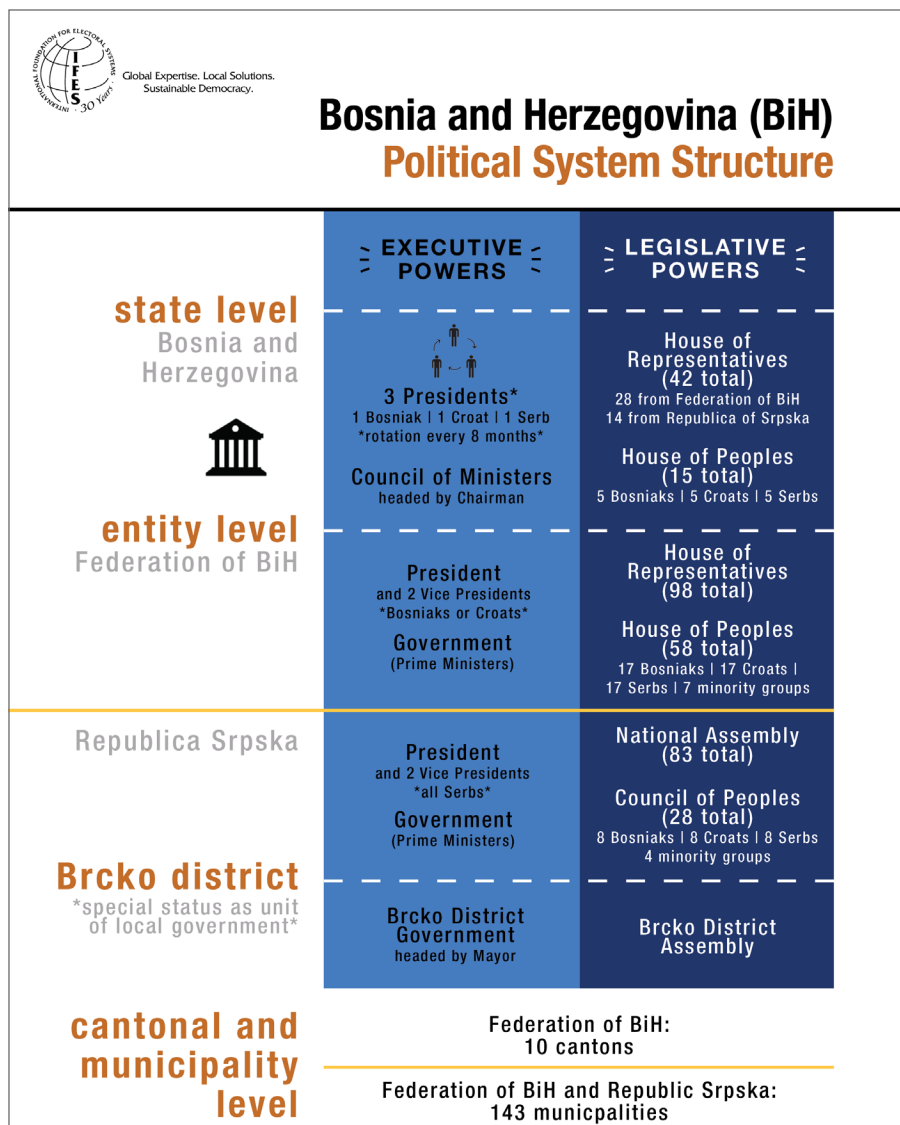 INTERNATIONAL FOUNDATION FOR ELECTORAL SYSTEMS
IFES
30 Years
Global Expertise. Local Solutions.
Sustainable Democracy.
Bosnia and Herzegovina (BiH)
Political System Structure
EXECUTIVE
POWERS
LEGISLATIVE
POWERS
state level
Bosnia and
Herzegovina
3 Presidents*
1 Bosniak | 1 Croat | 1 Serb
*rotation every 8 months*
Council of Ministers
headed by Chairman
House of
Representatives
(42 total)
28 from Federation of BiH
14 from Republica of Srpska
House of Peoples
(15 total)
5 Bosniaks | 5 Croats | 5 Serbs
entity level
Federation of BiH
President
and 2 Vice Presidents
*Bosniaks or Croats*
Government
(Prime Ministers)
House of
Representatives
(98 total)
House of Peoples
(58 total)
17 Bosniaks | 17 Croats |
17 Serbs | 7 minority groups
Republica Srpska
President
and 2 Vice Presidents
*all Serbs*
Government
(Prime Ministers)
National Assembly
(83 total)
Council of Peoples
(28 total)
8 Bosniaks | 8 Croats | 8 Serbs
4 minority groups
Brcko district
*special status as unit
of local government*
Brcko District
Government
headed by Mayor
Brcko District
Assembly
cantonal and
municipality
level
Federation of BiH:
10 cantons
Federation of BiH and Republic Srpska:
143 municpalities